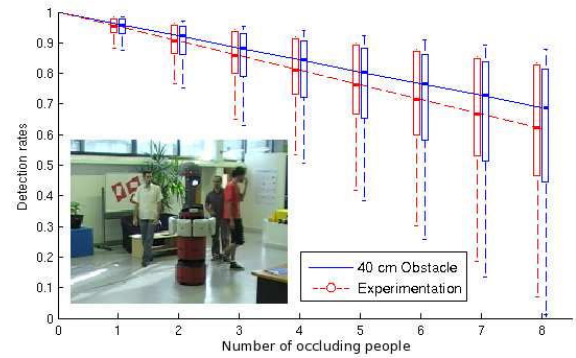 1
0.9
0.8
0.7
0.6
0.5
0.4
0.3
0.2
0.1
0
Detection rates
40 cm Obstacle
Experimentation
0 1 2 3 4 5 6 7 8
Number of occluding people